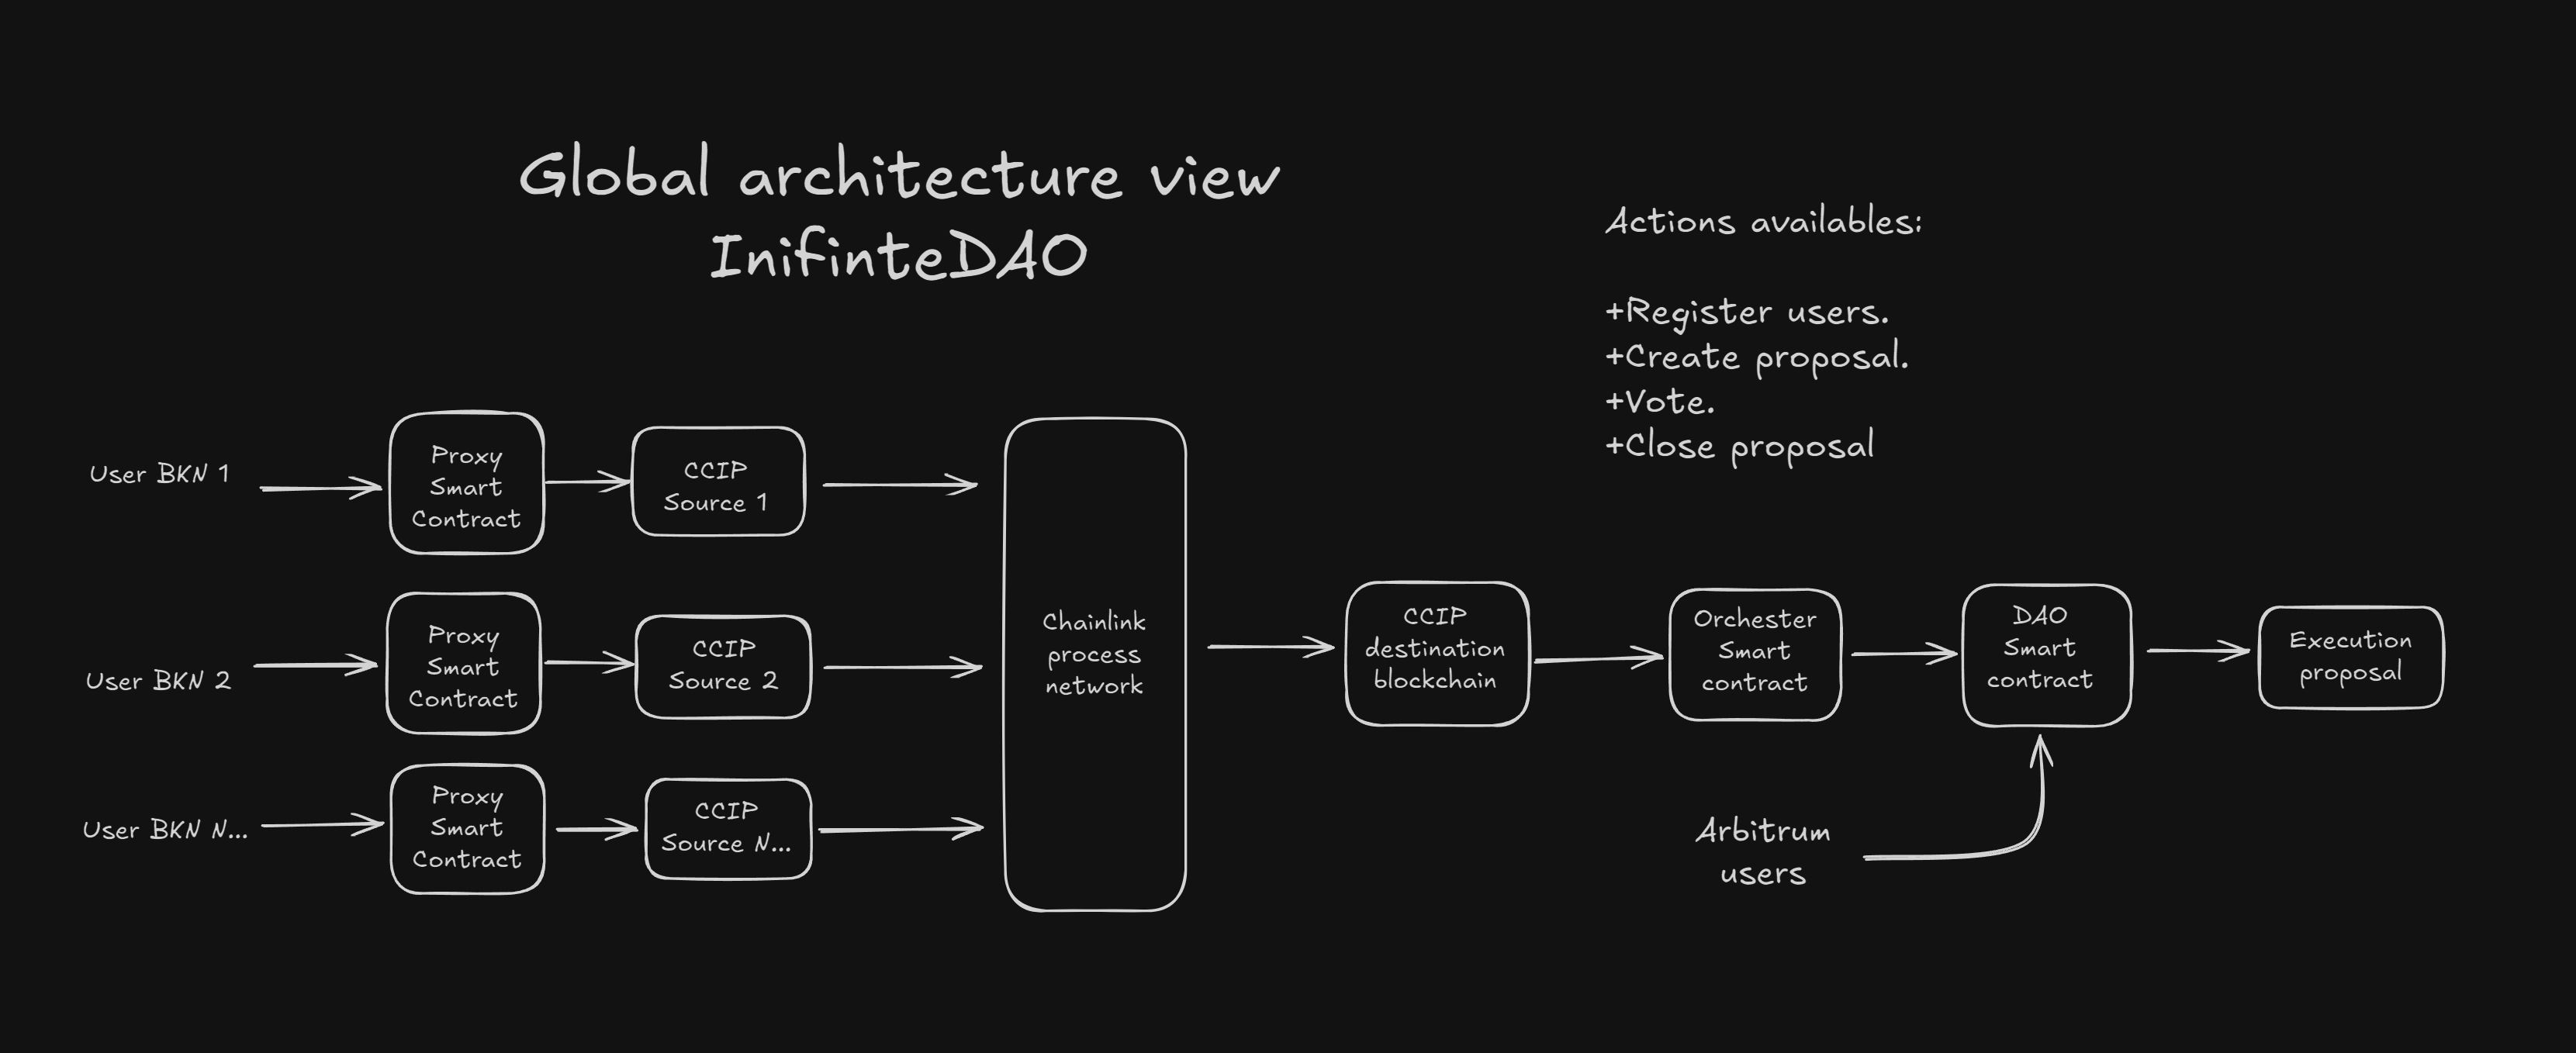 Global architecture view
InifinteDAO
Actions availables:
+Register users.
+Create proposal.
+Vote.
+Close proposal
User BKN 1
Proxy
Smart
Contract
CCIP
Source 1
User BKN 2
Proxy
Smart
Contract
CCIP
Source 2
User BKN N...
Proxy
Smart
Contract
CCIP
Source N...
Chainlink
process
network
CCIP
destination
blockchain
Orchester
Smart
contract
DAO
Smart
contract
Execution
proposal
Arbitrum
users